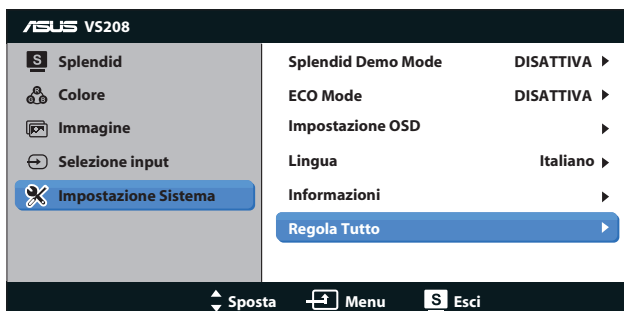 ASUS VS208
S Splendid
Colore
Immagine
Selezione input
Impostazione Sistema
Splendid Demo Mode DISATTIVA
ECO Mode DISATTIVA
Impostazione OSD
Lingua Italiano
Informazioni
Regola Tutto
Sposta Menu S Esci